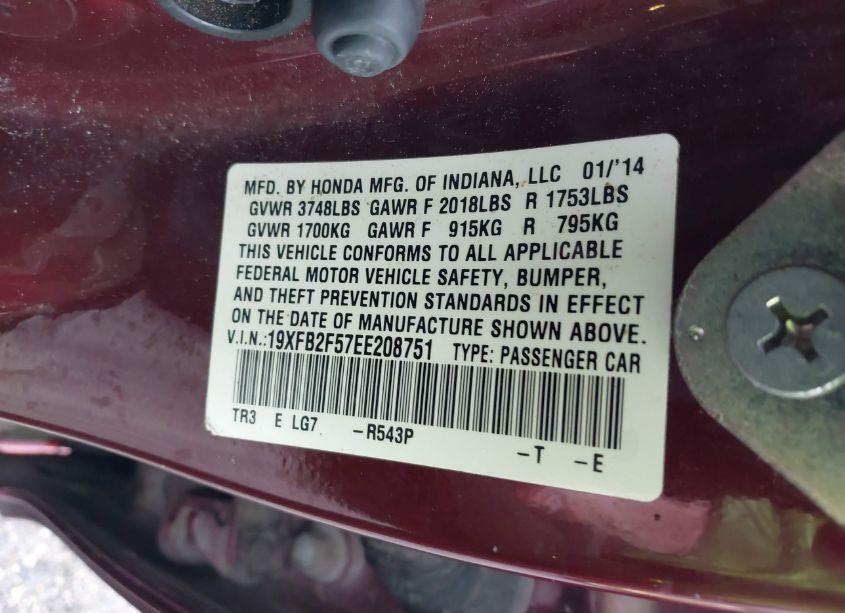 MFD. BY HONDA MFG. OF INDIANA, LLC 01/'14
GVWR 3748LBS GAWR F 2018LBS R 1753LBS
GVWR 1700KG GAWR F 915KG R 795KG
THIS VEHICLE CONFORMS TO ALL APPLICABLE
FEDERAL MOTOR VEHICLE SAFETY, BUMPER,
AND THEFT PREVENTION STANDARDS IN EFFECT
ON THE DATE OF MANUFACTURE SHOWN ABOVE.
V.I.N.:19XFB2F57EE208751 TYPE: PASSENGER CAR
TR3 E LG7 -R543P
-T -E